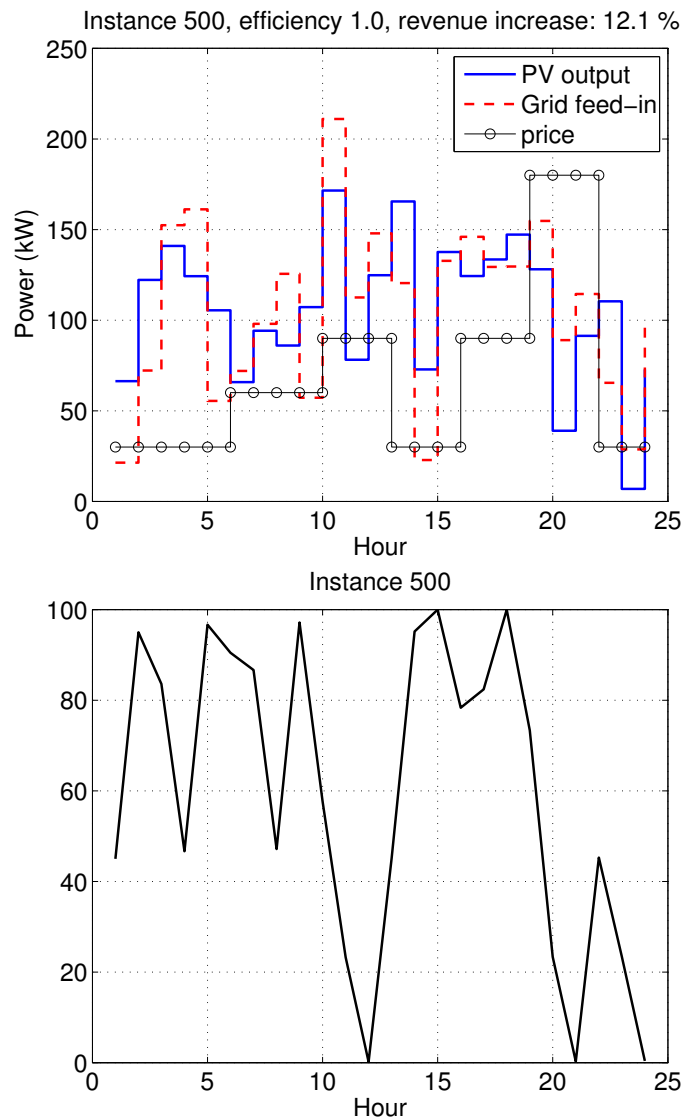 Instance 500, efficiency 1.0, revenue increase: 12.1 %
250
200
150
100
50
0
Power (kW)
PV output
Grid feed-in
price
0 5 10 15 20 25
Hour
Instance 500
100
80
60
40
20
0
0 5 10 15 20 25
Hour